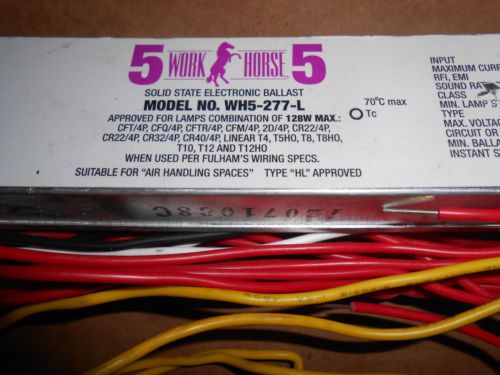 5 WORK HORSE 5
SOLID STATE ELECTRONIC BALLAST
MODEL NO. WH5-277-L
APPROVED FOR LAMPS COMBINATION OF 128W MAX.:
CFT/4P, CFQ/4P, CFTR/4P, CFM/4P, 2D/4P, CR22/4P,
CR22/4P, CR32/4P, CR40/4P, LINEAR T4, T5HO, T8, T8HO,
T10, T12 AND T12HO
WHEN USED PER FULHAM'S WIRING SPECS.
SUITABLE FOR "AIR HANDLING SPACES" TYPE "HL" APPROVED
70°C max
Tc
INPUT
MAXIMUM CURR
RFI, EMI
SOUND RAT
CLASS
MIN. LAMP S
TYPE
MAX. VOLTA
CIRCUIT OR
MIN. BALLA
INSTANT S